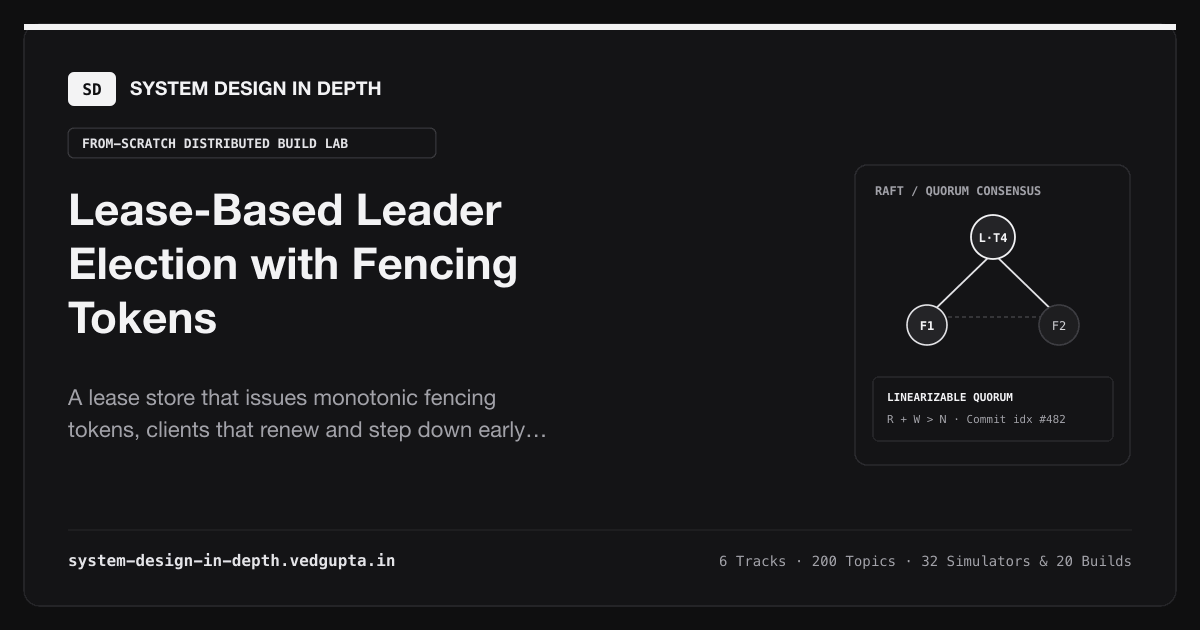 SD
SYSTEM DESIGN IN DEPTH
FROM–SCRATCH DISTRIBUTED BUILD LAB
Lease-Based Leader
Election with Fencing
Tokens
A lease store that issues monotonic fencing
tokens, clients that renew and step down early…
RAFT / QUORUM CONSENSUS
L·T4
F1
F2
LINEARIZABLE QUORUM
R + W > N · Commit idx #482
system–design–in–depth.vedgupta.in
6 Tracks · 200 Topics · 32 Simulators & 20 Builds